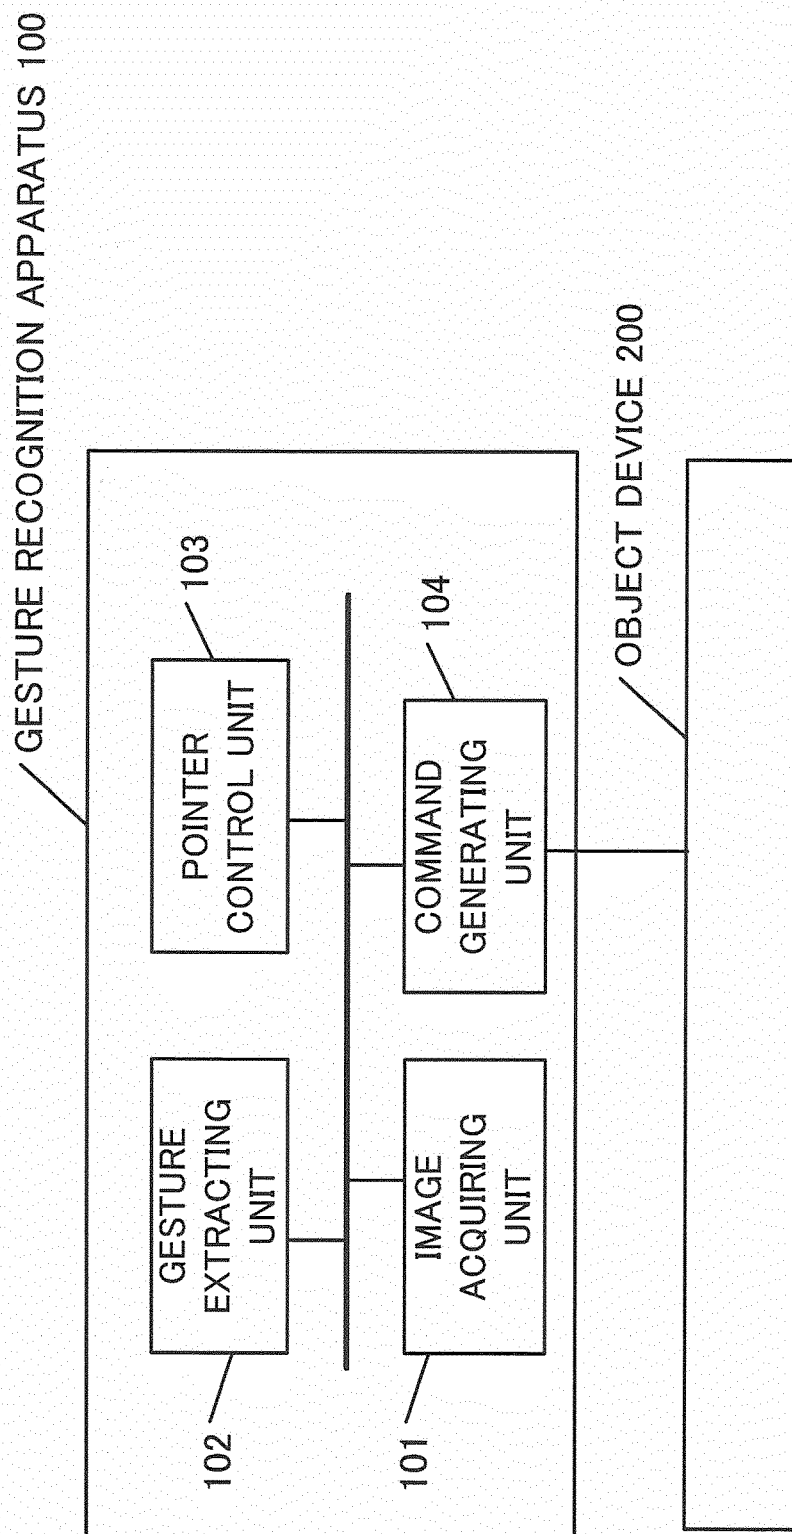 GESTURE RECOGNITION APPARATUS 100
102
GESTURE
EXTRACTING
UNIT
POINTER
CONTROL UNIT
103
101
IMAGE
ACQUIRING
UNIT
COMMAND
GENERATING
UNIT
104
OBJECT DEVICE 200